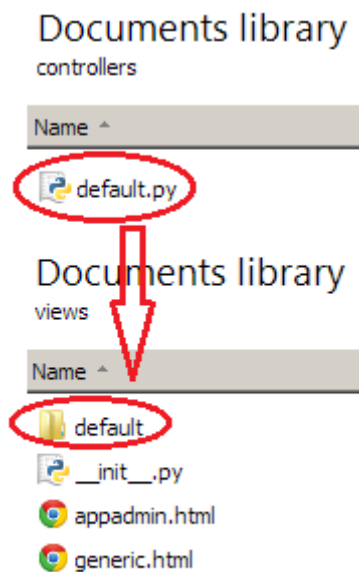 Documents library
controllers
Name
default.py
Documents library
views
Name
default
__init__.py
appadmin.html
generic.html